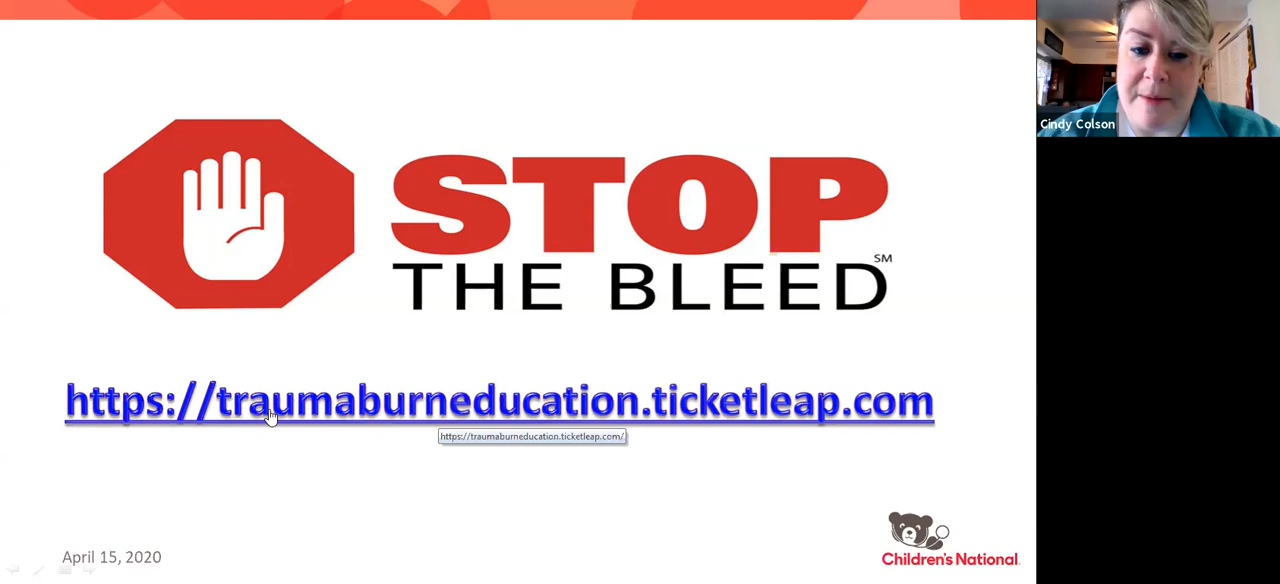 Cindy Colson
STOP
THE BLEED SM
https://traumaburneducation.ticketleap.com
https://traumaburneducation.ticketleap.com/
April 15, 2020
Children's National.